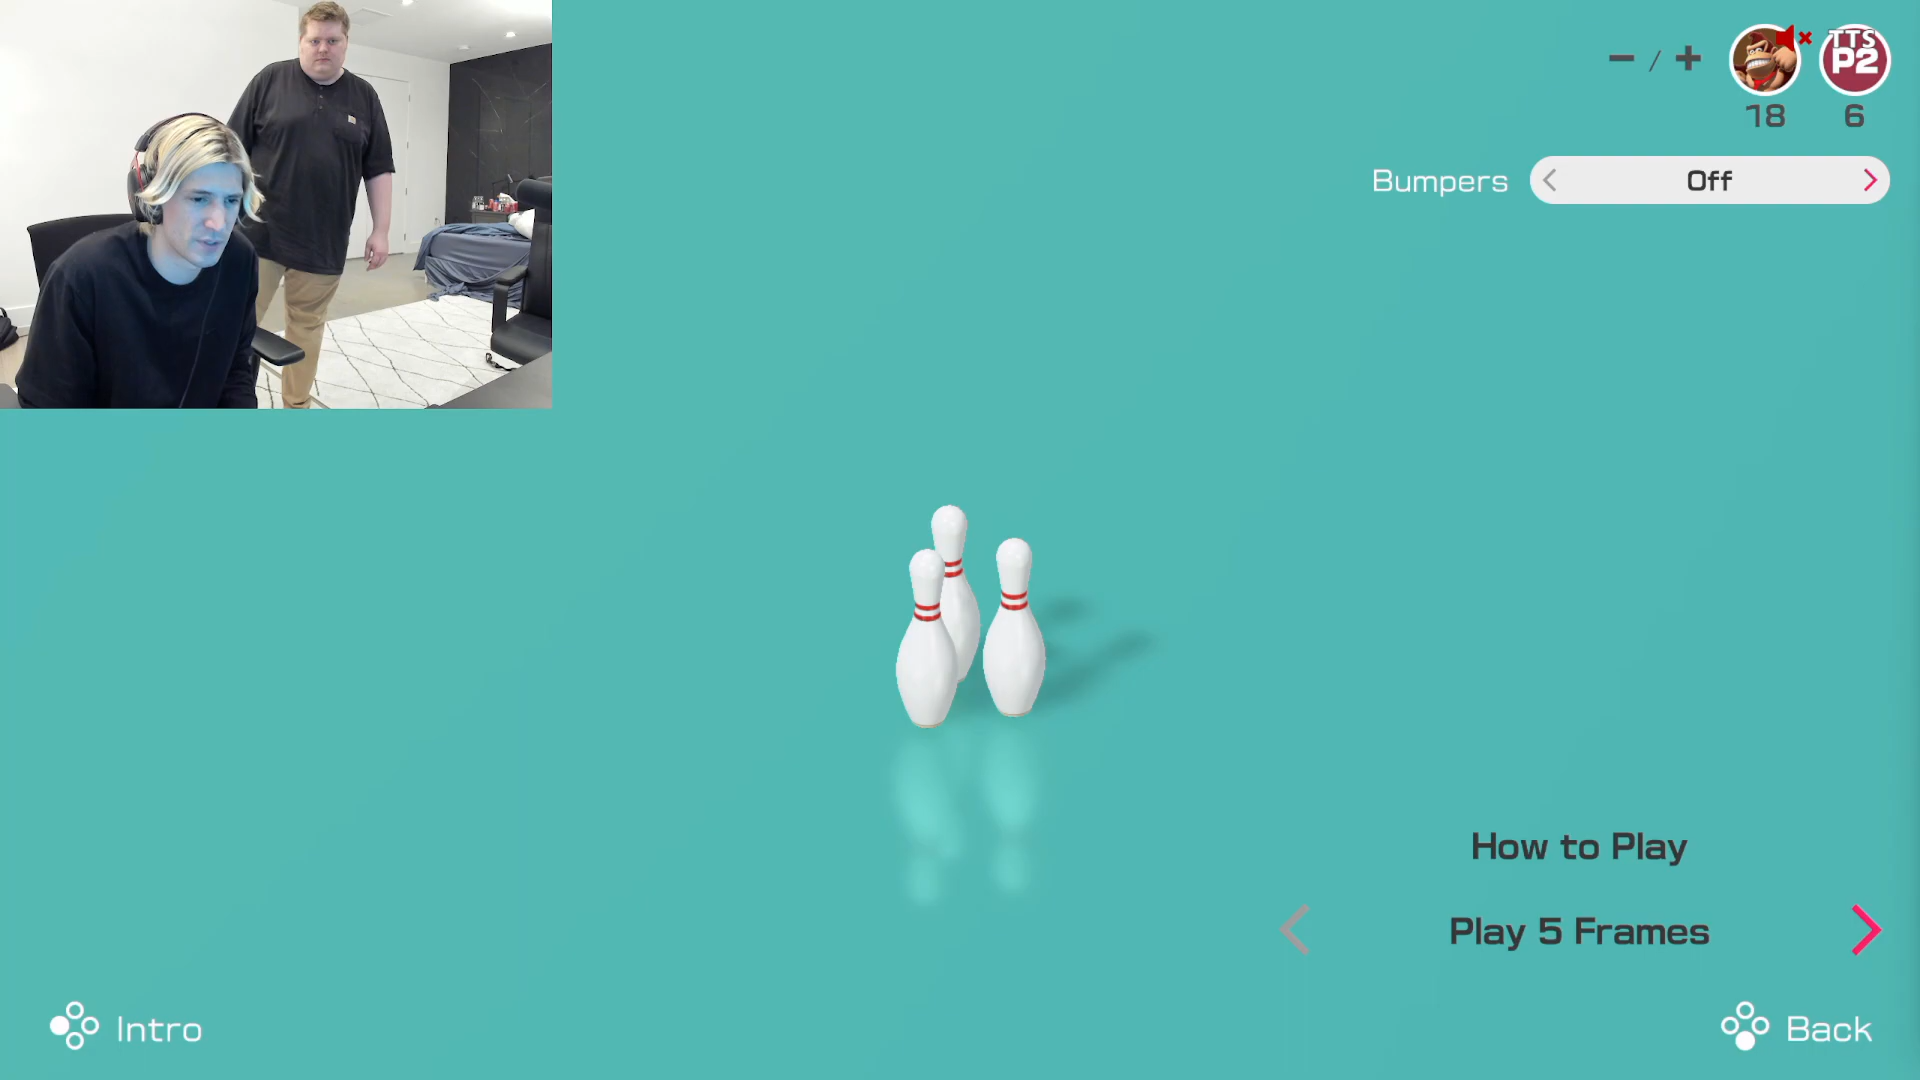 − / +
TTS
P2
18
6
Bumpers
Off
How to Play
Play 5 Frames
Intro
Back